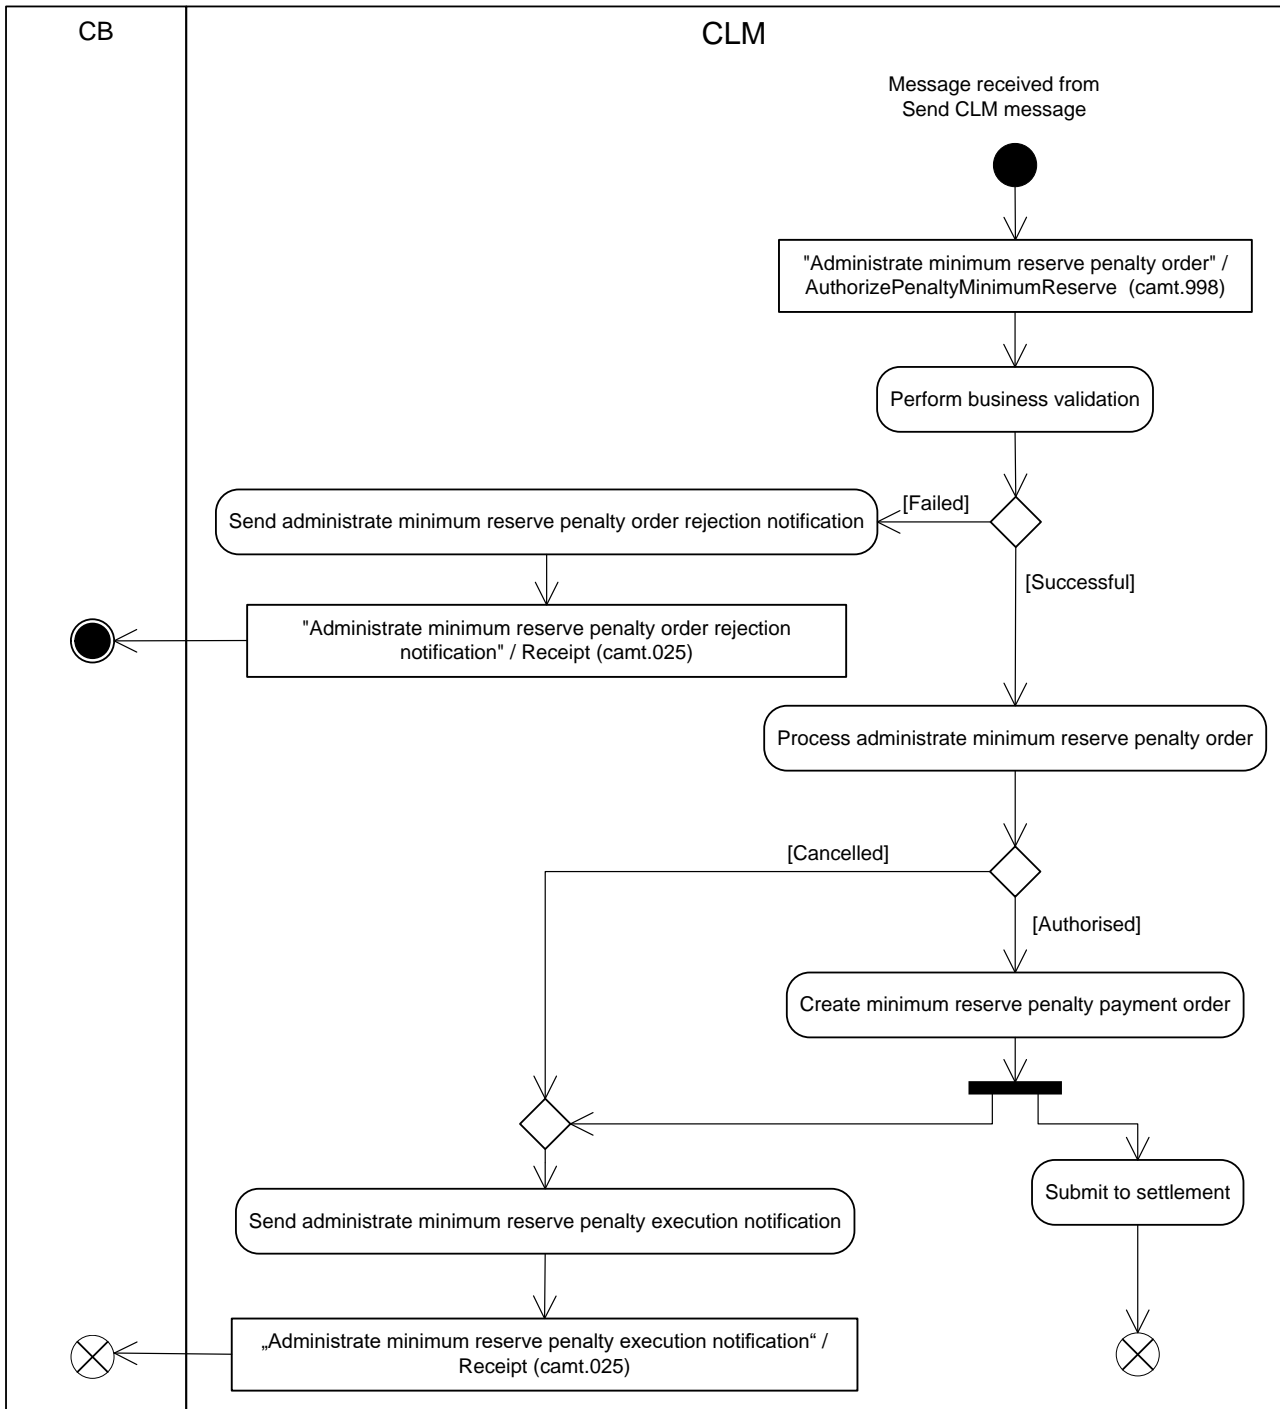 CB
CLM
Message received from
Send CLM message
"Administrate minimum reserve penalty order" /
AuthorizePenaltyMinimumReserve (camt.998)
Perform business validation
[Failed]
Send administrate minimum reserve penalty order rejection notification
[Successful]
"Administrate minimum reserve penalty order rejection
notification" / Receipt (camt.025)
Process administrate minimum reserve penalty order
[Cancelled]
[Authorised]
Create minimum reserve penalty payment order
Submit to settlement
Send administrate minimum reserve penalty execution notification
„Administrate minimum reserve penalty execution notification“ /
Receipt (camt.025)